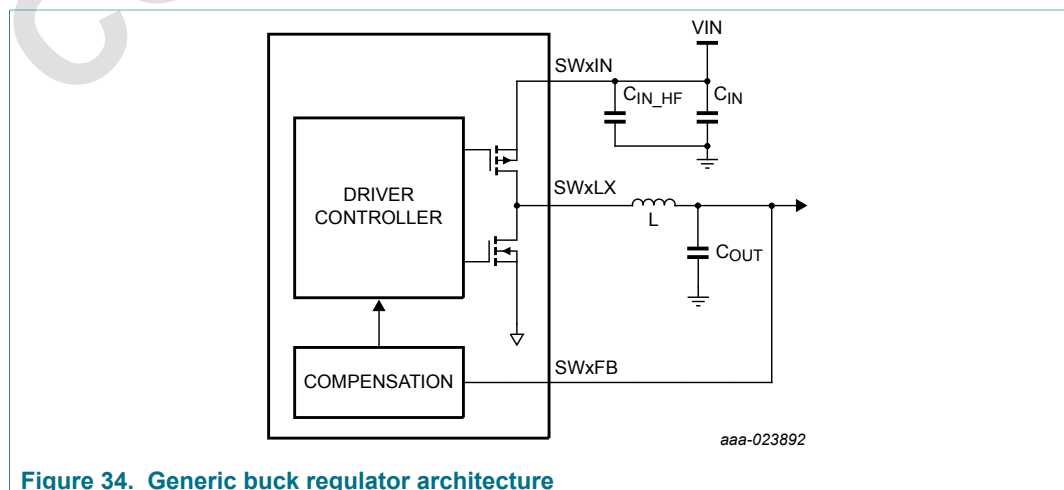 VIN
SWxIN
CIN_HF
CIN
DRIVER
CONTROLLER
SWxLX
L
COUT
COMPENSATION
SWxFB
aaa-023892
Figure 34. Generic buck regulator architecture